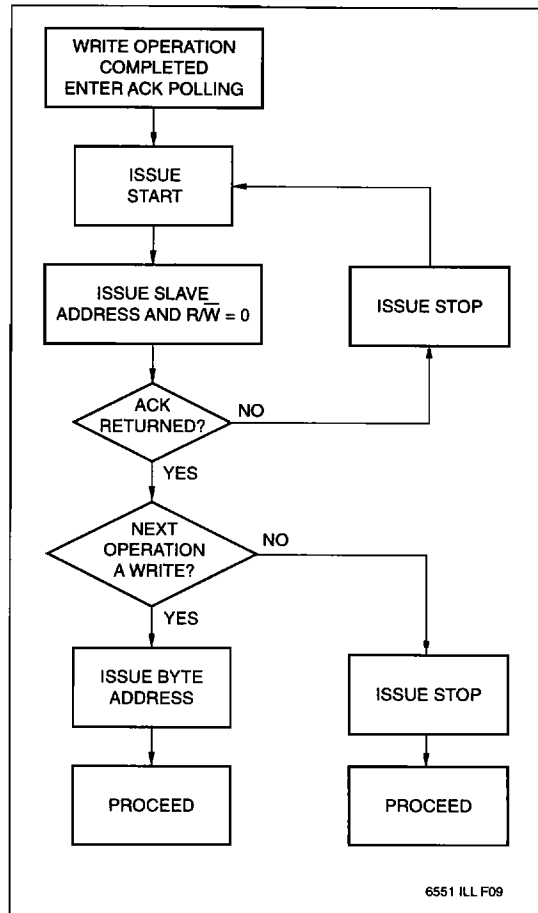 WRITE OPERATION
COMPLETED
ENTER ACK POLLING
ISSUE
START
ISSUE SLAVE
ADDRESS AND R/W̅ = 0
ISSUE STOP
ACK
RETURNED?
NO
YES
NEXT
OPERATION
A WRITE?
NO
YES
ISSUE BYTE
ADDRESS
ISSUE STOP
PROCEED
PROCEED
6551 ILL F09